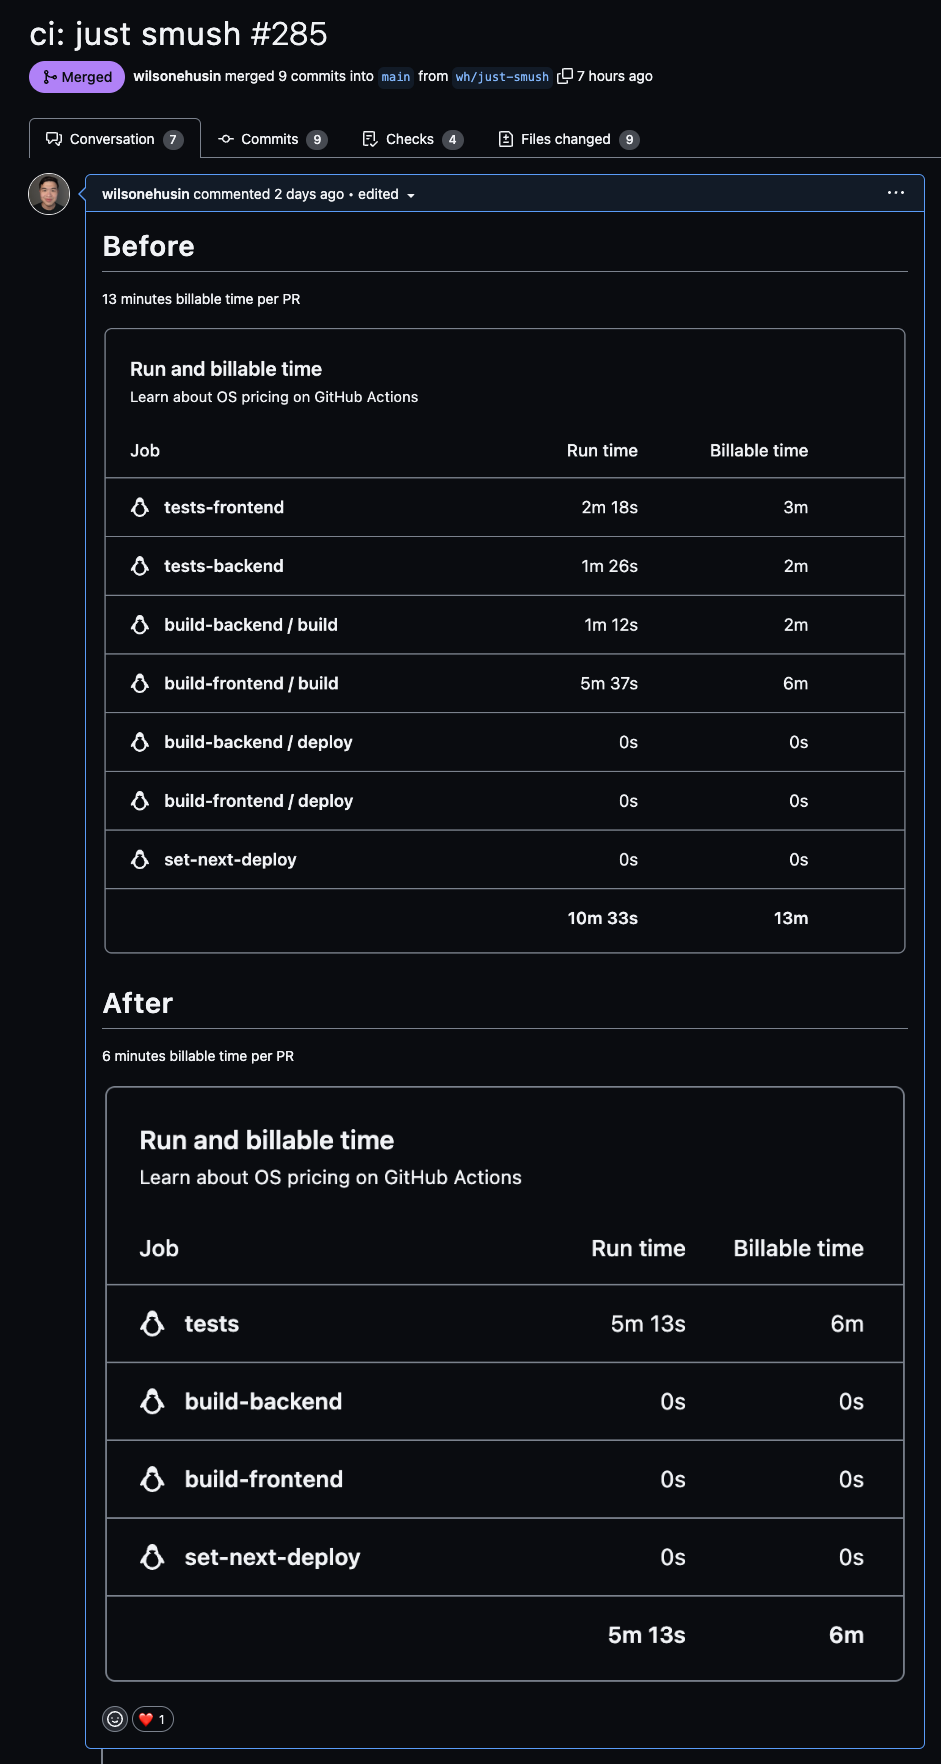 ci: just smush #285
Merged wilsonehusin merged 9 commits into main from wh/just-smush 7 hours ago
Conversation 7 Commits 9 Checks 4 Files changed 9
wilsonehusin commented 2 days ago • edited
Before
13 minutes billable time per PR
Run and billable time
Learn about OS pricing on GitHub Actions
Job Run time Billable time
tests-frontend 2m 18s 3m
tests-backend 1m 26s 2m
build-backend / build 1m 12s 2m
build-frontend / build 5m 37s 6m
build-backend / deploy 0s 0s
build-frontend / deploy 0s 0s
set-next-deploy 0s 0s
10m 33s 13m
After
6 minutes billable time per PR
Run and billable time
Learn about OS pricing on GitHub Actions
Job Run time Billable time
tests 5m 13s 6m
build-backend 0s 0s
build-frontend 0s 0s
set-next-deploy 0s 0s
5m 13s 6m
❤️ 1